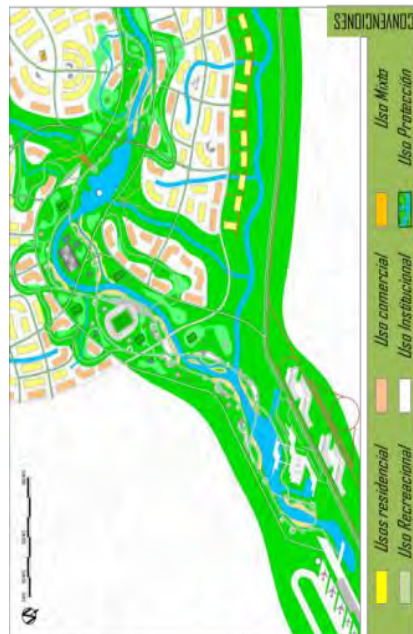 CONVENCIONES
Usos residencial
Uso comercial
Uso Mixto
Uso Recreacional
Uso Institucional
Uso Protección